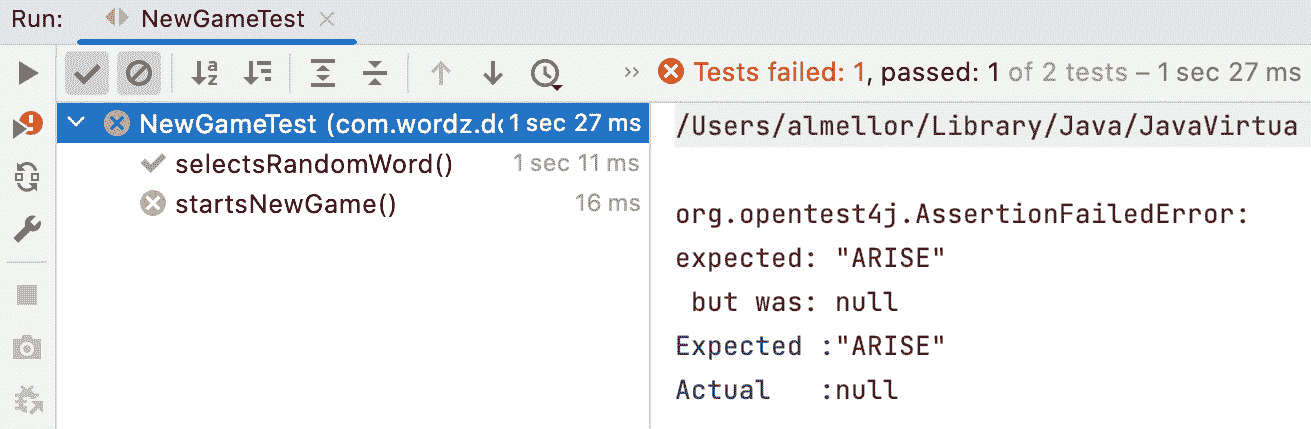 Run: NewGameTest ×
Tests failed: 1, passed: 1 of 2 tests – 1 sec 27 ms
NewGameTest (com.wordz.do 1 sec 27 ms
selectsRandomWord() 1 sec 11 ms
startsNewGame() 16 ms
/Users/almellor/Library/Java/JavaVirtua
org.opentest4j.AssertionFailedError:
expected: "ARISE"
but was: null
Expected :"ARISE"
Actual :null